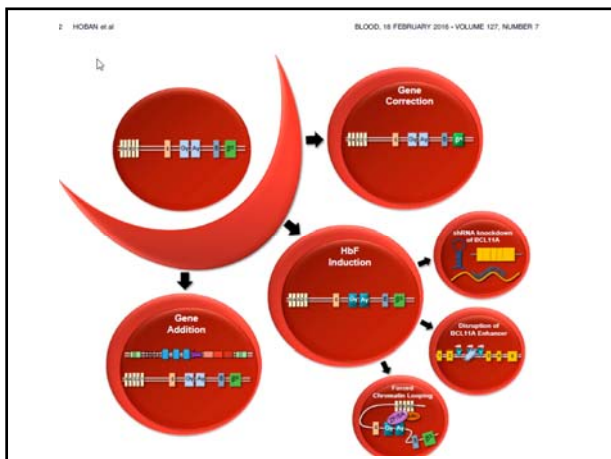 2 HOBAN et al
BLOOD, 18 FEBRUARY 2016 • VOLUME 127, NUMBER 7
Gene
Correction
HbF
Induction
shRNA knockdown
of BCL11A
Gene
Addition
Disruption of
BCL11A Enhancer
Forced
Chromatin Looping